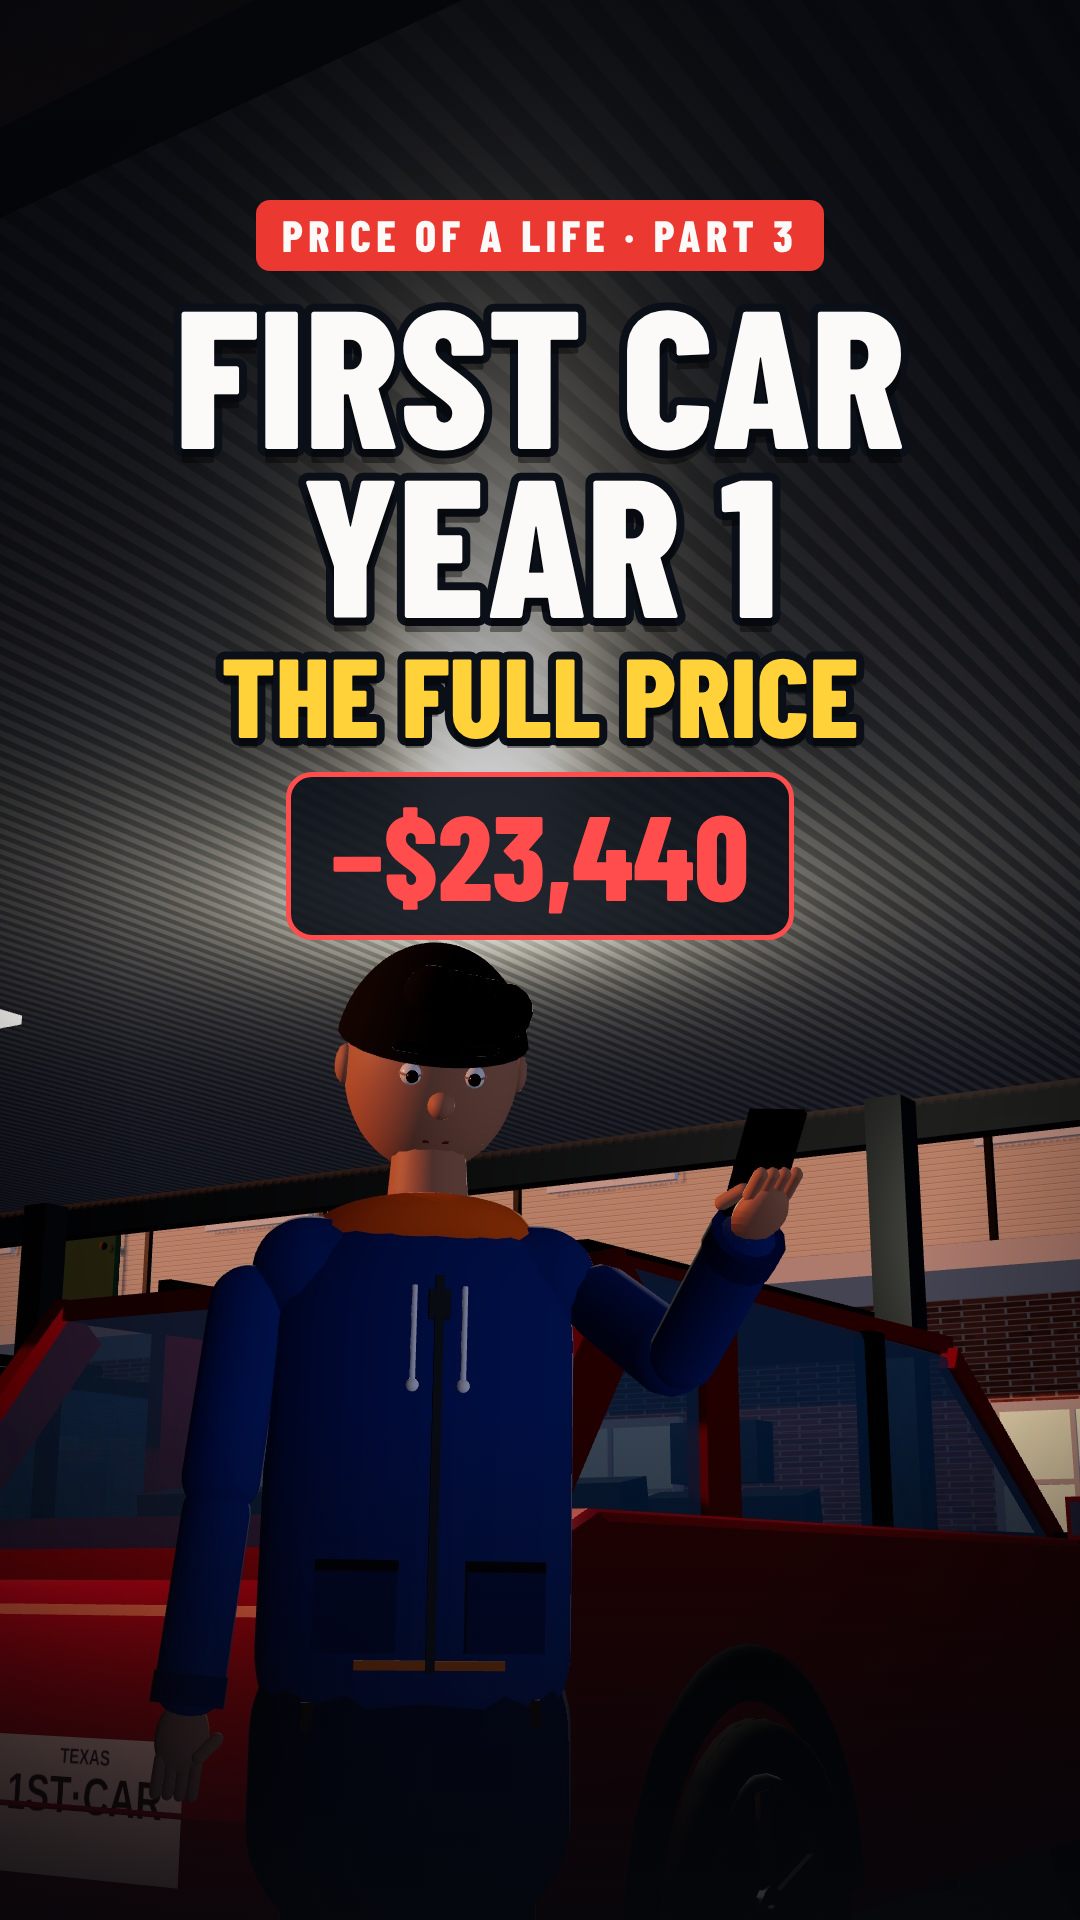 PRICE OF A LIFE · PART 3
FIRST CAR
YEAR 1
THE FULL PRICE
–$23,440
TEXAS
1ST·CAR